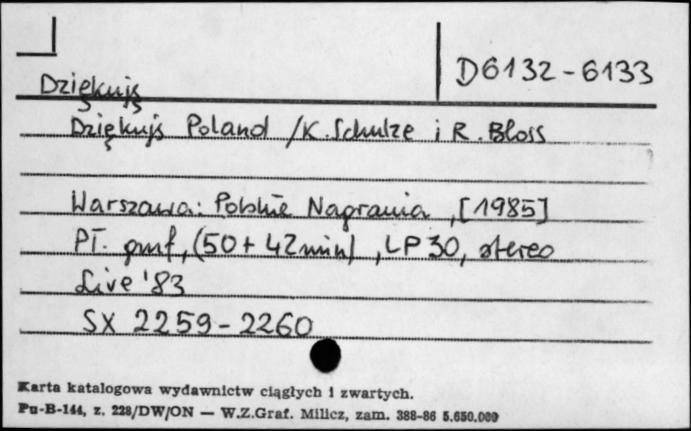 D6132-6133
Dziękuję
Dziękuję Poland /K. Schulze i R. Bloss
Warszawa: Polskie Nagrania, [1985]
Pł. gmf, (50+42min), LP 30, stereo
Live '83
SX 2259-2260
Karta katalogowa wydawnictw ciągłych i zwartych.
Pu-B-144, z. 228/DW/ON — W.Z.Graf. Milicz, zam. 388-86 5.650.000